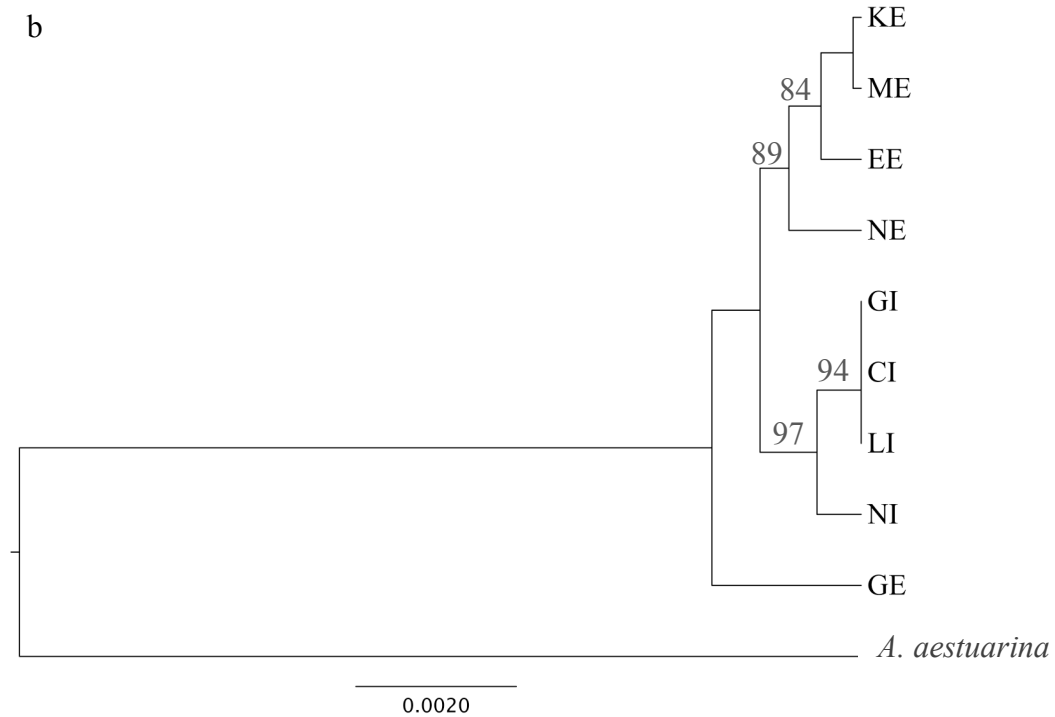 b
KE
84
ME
89
EE
NE
GI
94
CI
97
LI
NI
GE
A. aestuarina
0.0020